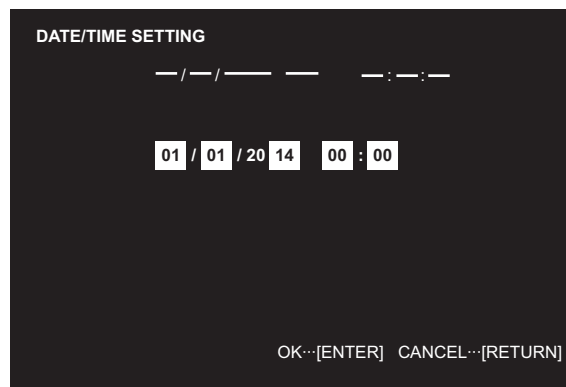 DATE/TIME SETTING
—/—/—— — —:—:—
01 / 01 / 20 14 00 : 00
OK···[ENTER] CANCEL···[RETURN]